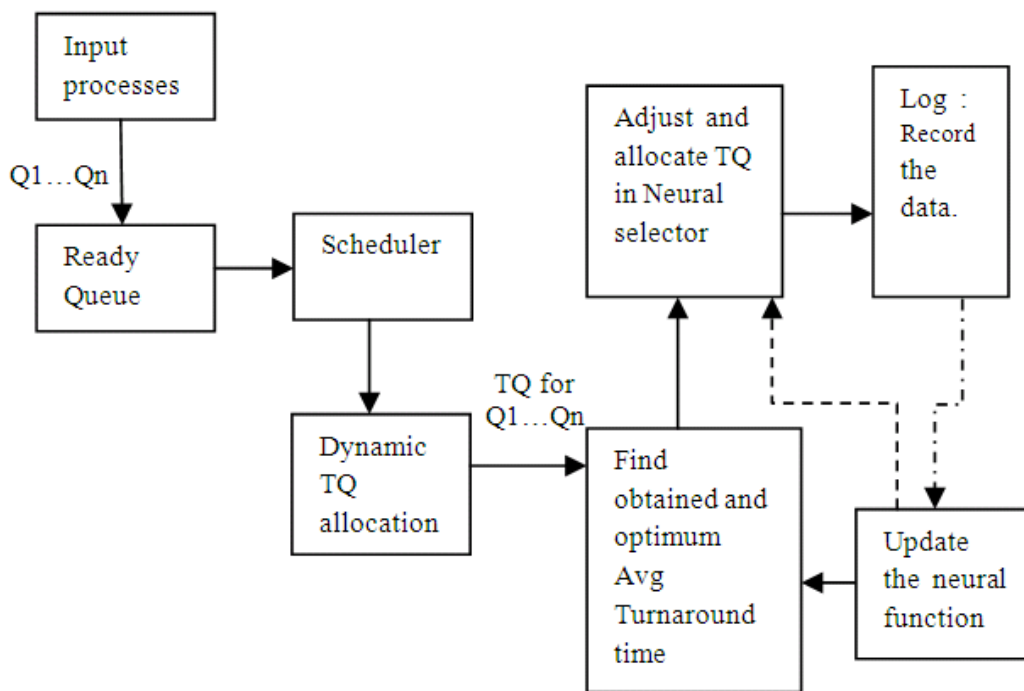 Input
processes
Q1...Qn
Ready
Queue
Scheduler
Dynamic
TQ
allocation
TQ for
Q1...Qn
Find
obtained and
optimum
Avg
Turnaround
time
Adjust and
allocate TQ
in Neural
selector
Log :
Record
the
data.
Update
the neural
function